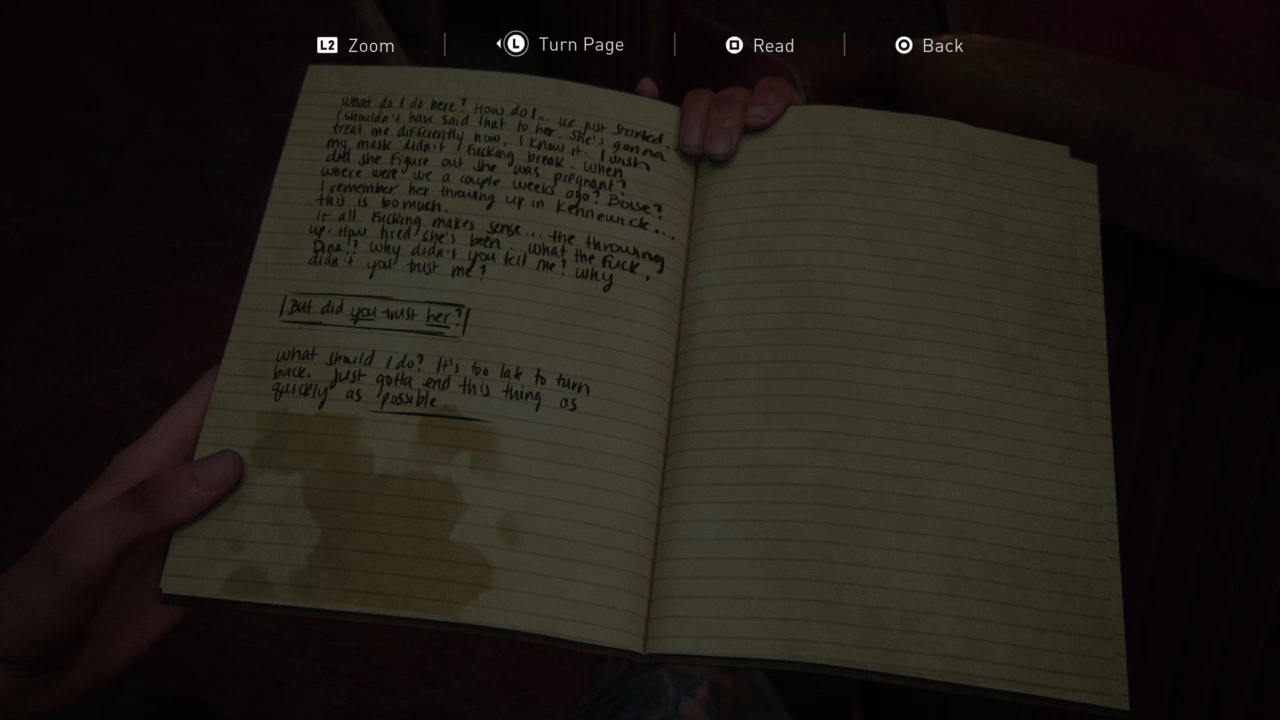 L2 Zoom L Turn Page Read Back
what do I do here? How do I... we just started.
I shouldn't have said that to her. she's gonna
treat me differently now. I know it. I wish
my mask didn't fucking break. when
did she figure out she was pregnant?
where were we a couple weeks ago? Boise?
I remember her throwing up in Kennewick...
this is too much.
it all fucking makes sense... the throwing
up. How tired she's been. what the fuck,
Dina!? why didn't you tell me? why
didn't you trust me?
But did you trust her?
what should I do? It's too late to turn
back. Just gotta end this thing as
quickly as possible.